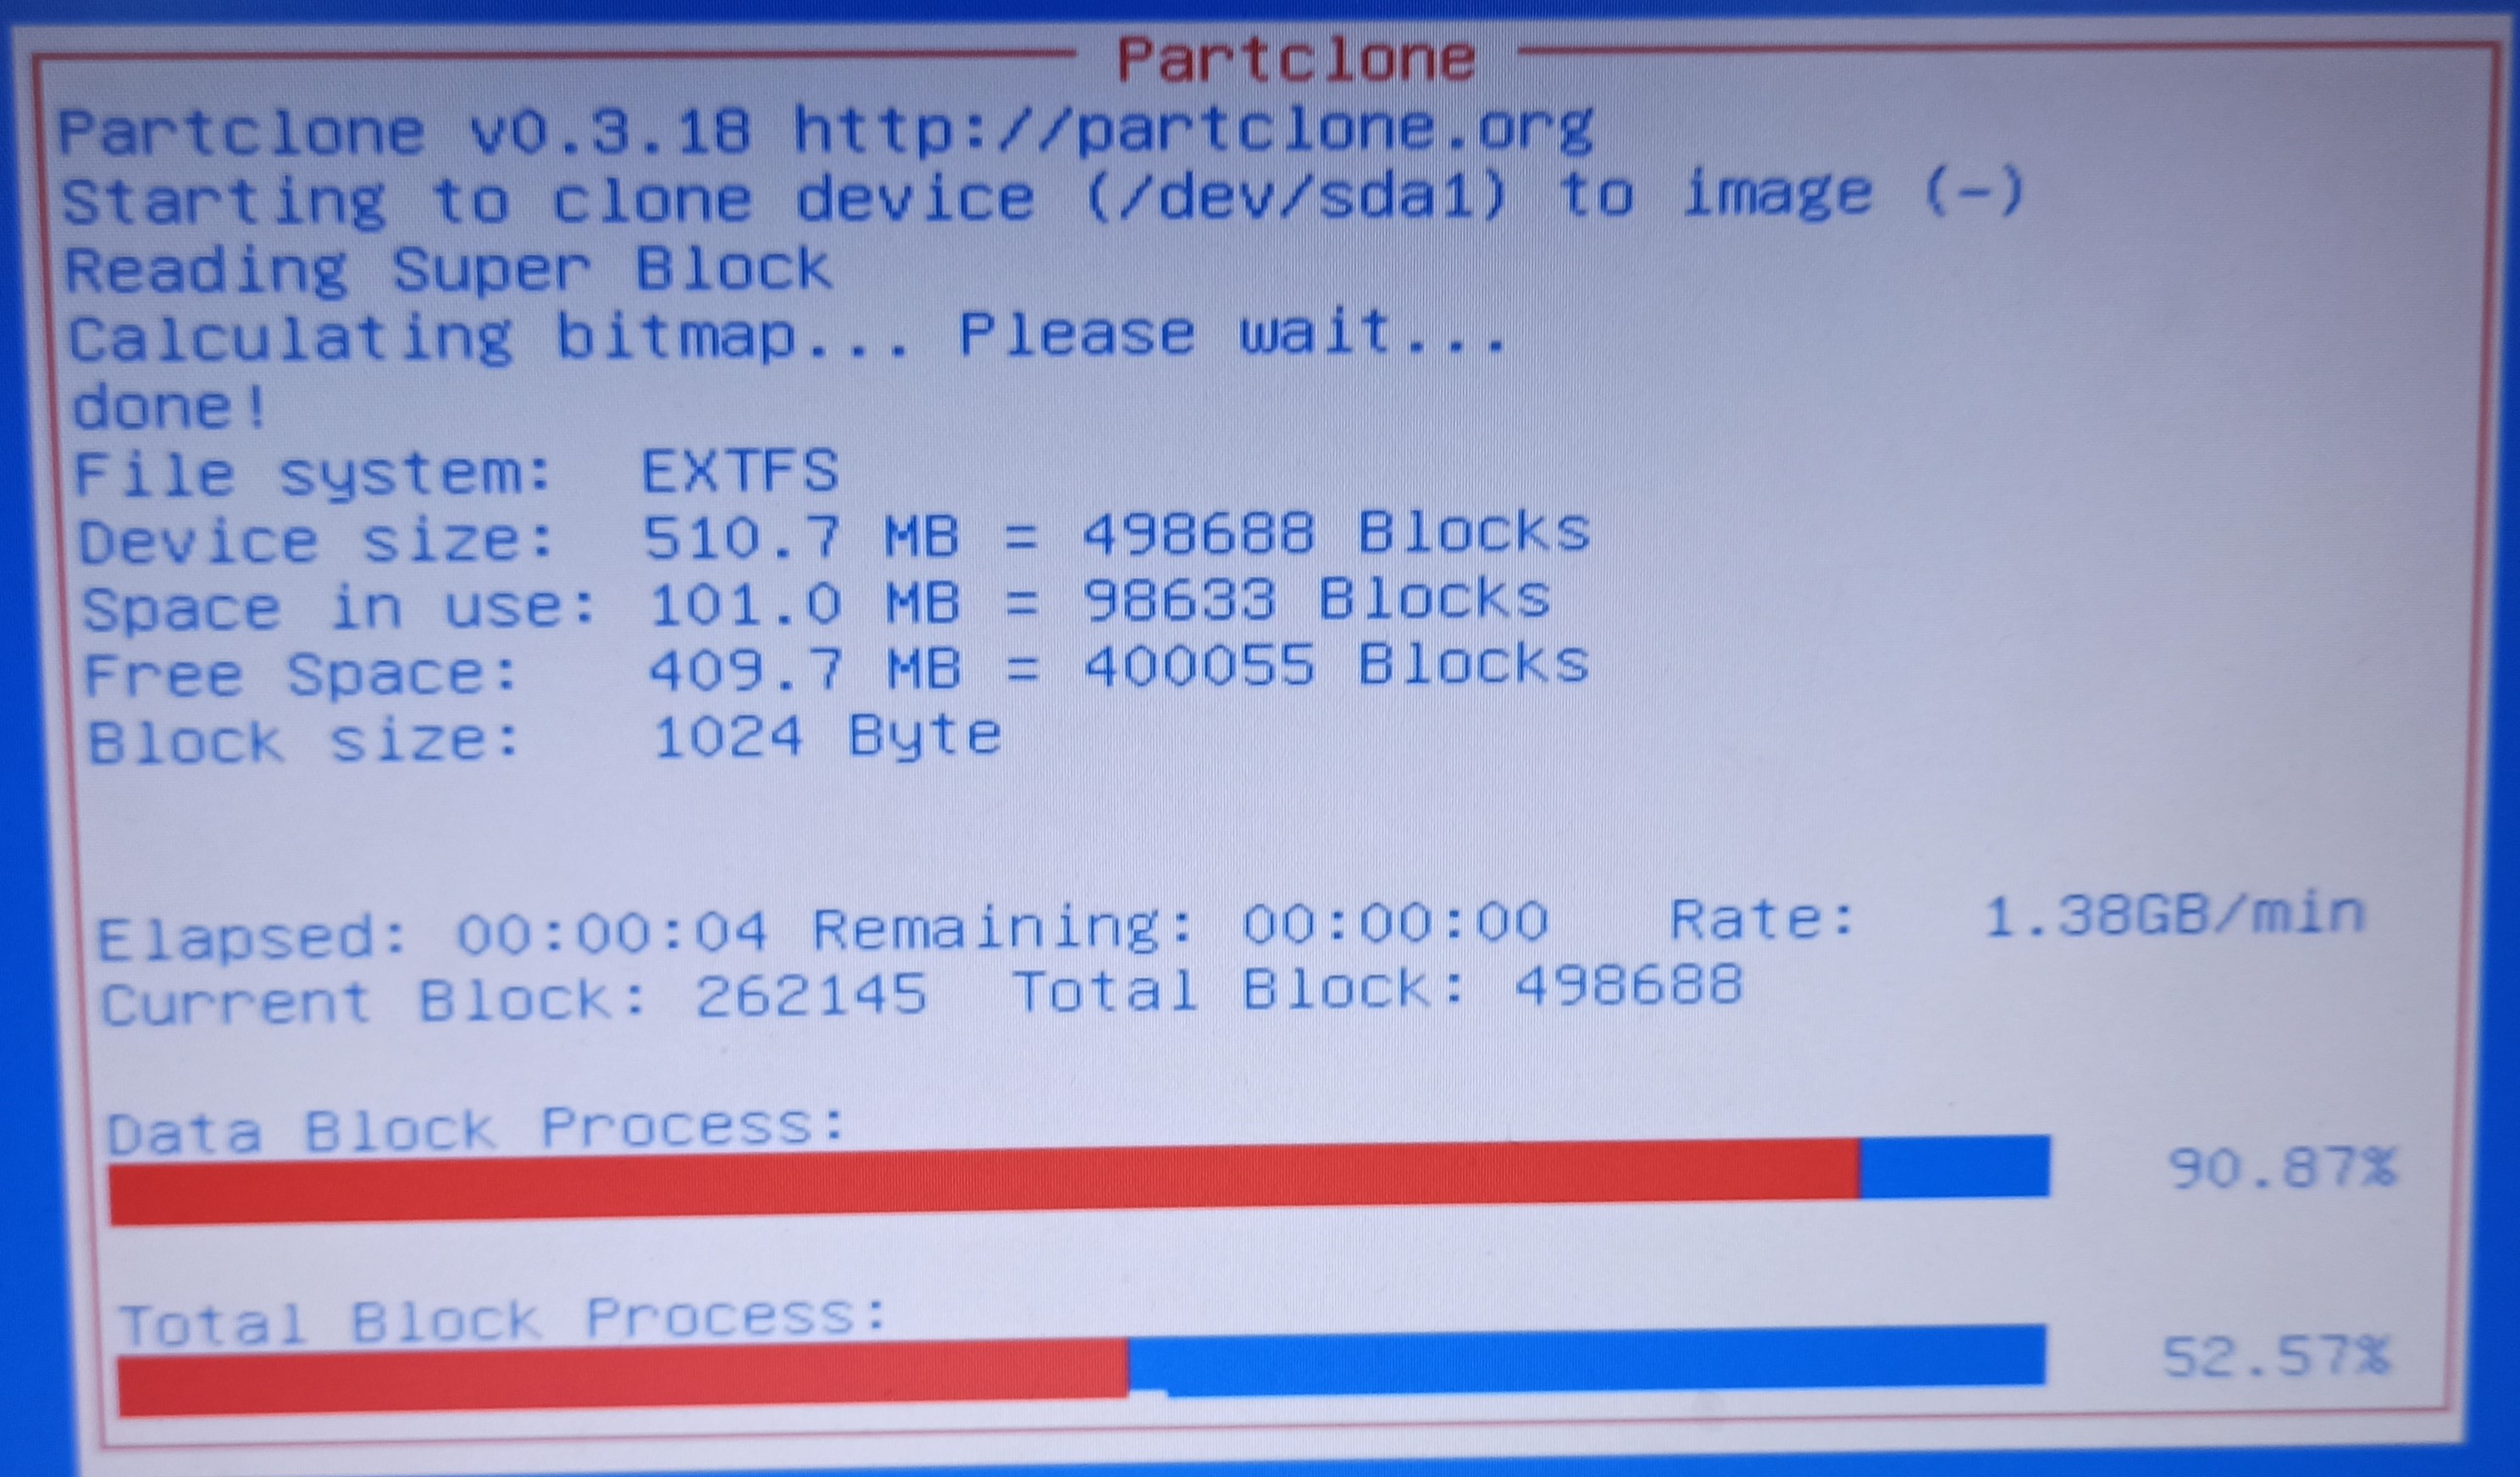 Partclone
Partclone v0.3.18 http://partclone.org
Starting to clone device (/dev/sda1) to image (-)
Reading Super Block
Calculating bitmap... Please wait...
done!
File system:  EXTFS
Device size:  510.7 MB = 498688 Blocks
Space in use: 101.0 MB = 98633 Blocks
Free Space:   409.7 MB = 400055 Blocks
Block size:   1024 Byte
Elapsed: 00:00:04 Remaining: 00:00:00   Rate:   1.38GB/min
Current Block: 262145  Total Block: 498688
Data Block Process:
90.87%
Total Block Process:
52.57%